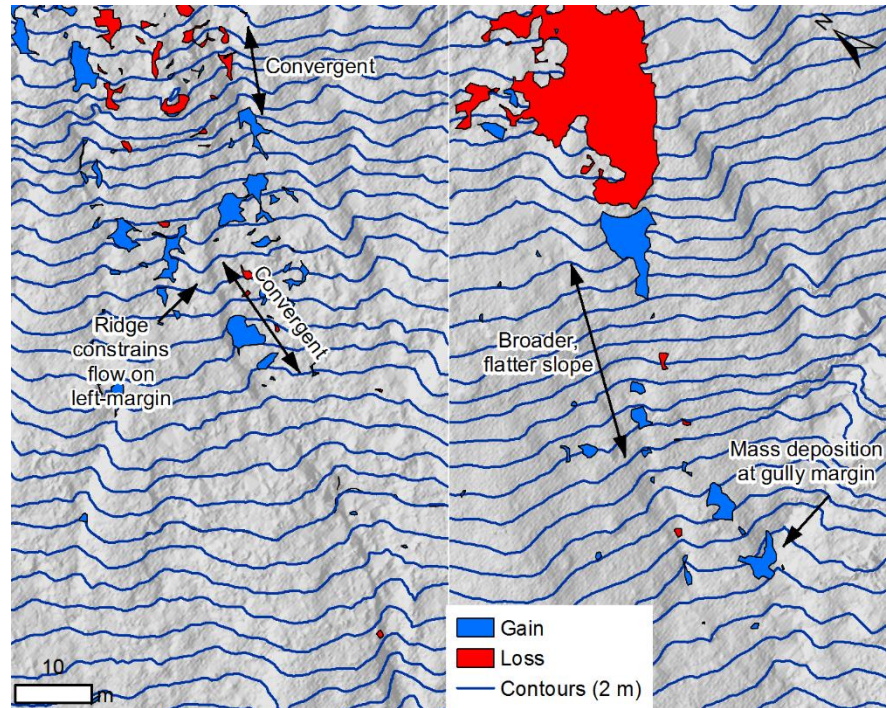 Convergent
Convergent
Ridge
constrains
flow on
left-margin
10
m
N
Broader,
flatter slope
Mass deposition
at gully margin
Gain
Loss
Contours (2 m)